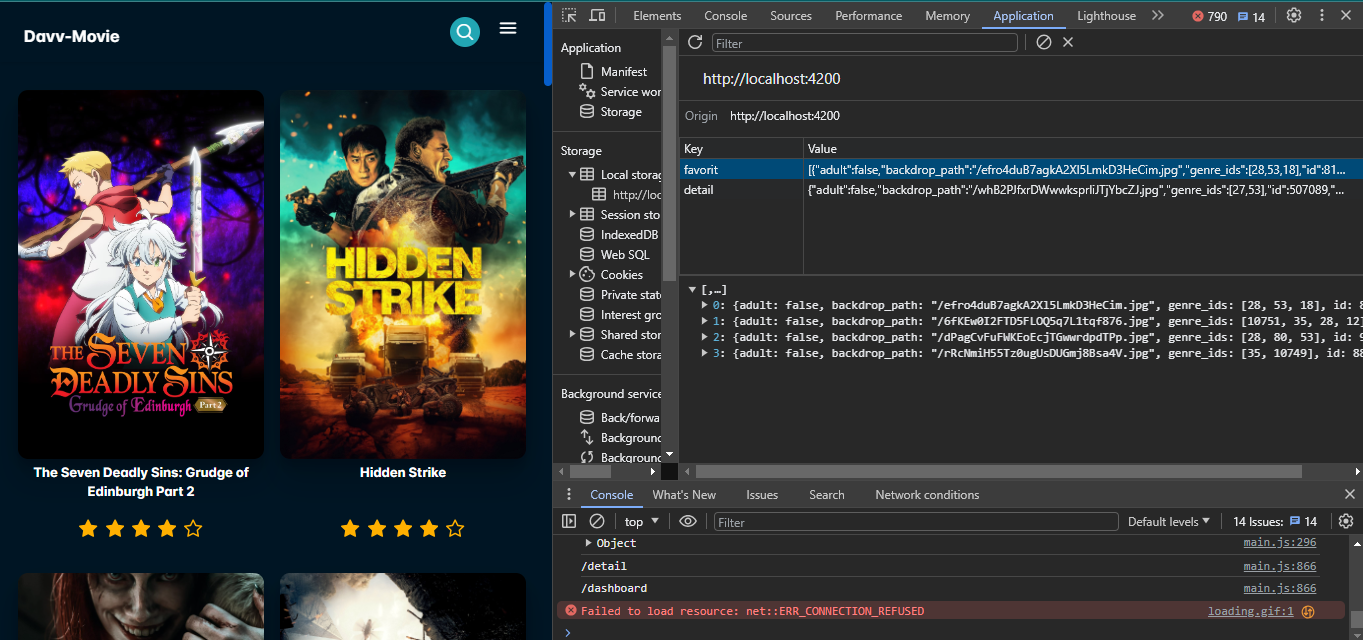 Davv-Movie
THE SEVEN
DEADLY SINS
Grudge of Edinburgh Part 2
HIDDEN
STRIKE
The Seven Deadly Sins: Grudge of
Edinburgh Part 2
Hidden Strike
Elements Console Sources Performance Memory Application Lighthouse 790 14
Application
Manifest
Service wor
Storage
Storage
Local storag
http://loc
Session sto
IndexedDB
Web SQL
Cookies
Private state
Interest gro
Shared stor
Cache stora
Background service
Back/forwa
Background
Background
Filter
http://localhost:4200
Origin http://localhost:4200
Key Value
favorit [{"adult":false,"backdrop_path":"/efro4duB7agkA2Xl5LmkD3HeCim.jpg","genre_ids":[28,53,18],"id":81...
detail {"adult":false,"backdrop_path":"/whB2PJfxrDWwwksprIiJTjYbcZJ.jpg","genre_ids":[27,53],"id":507089,"...
[,…]
0: {adult: false, backdrop_path: "/efro4duB7agkA2Xl5LmkD3HeCim.jpg", genre_ids: [28, 53, 18], id: 8
1: {adult: false, backdrop_path: "/6fKEw0I2FTD5FLOQ5q7L1tqf876.jpg", genre_ids: [10751, 35, 28, 12]
2: {adult: false, backdrop_path: "/dPagCvFuFWKEoEcjTGwwrdpdTPp.jpg", genre_ids: [28, 80, 53], id: 9
3: {adult: false, backdrop_path: "/rRcNmiH55Tz0ugUsDUGmj8Bsa4V.jpg", genre_ids: [35, 10749], id: 88
Console What's New Issues Search Network conditions
top Filter Default levels 14 Issues: 14
Object main.js:296
/detail main.js:866
/dashboard main.js:866
Failed to load resource: net::ERR_CONNECTION_REFUSED loading.gif:1